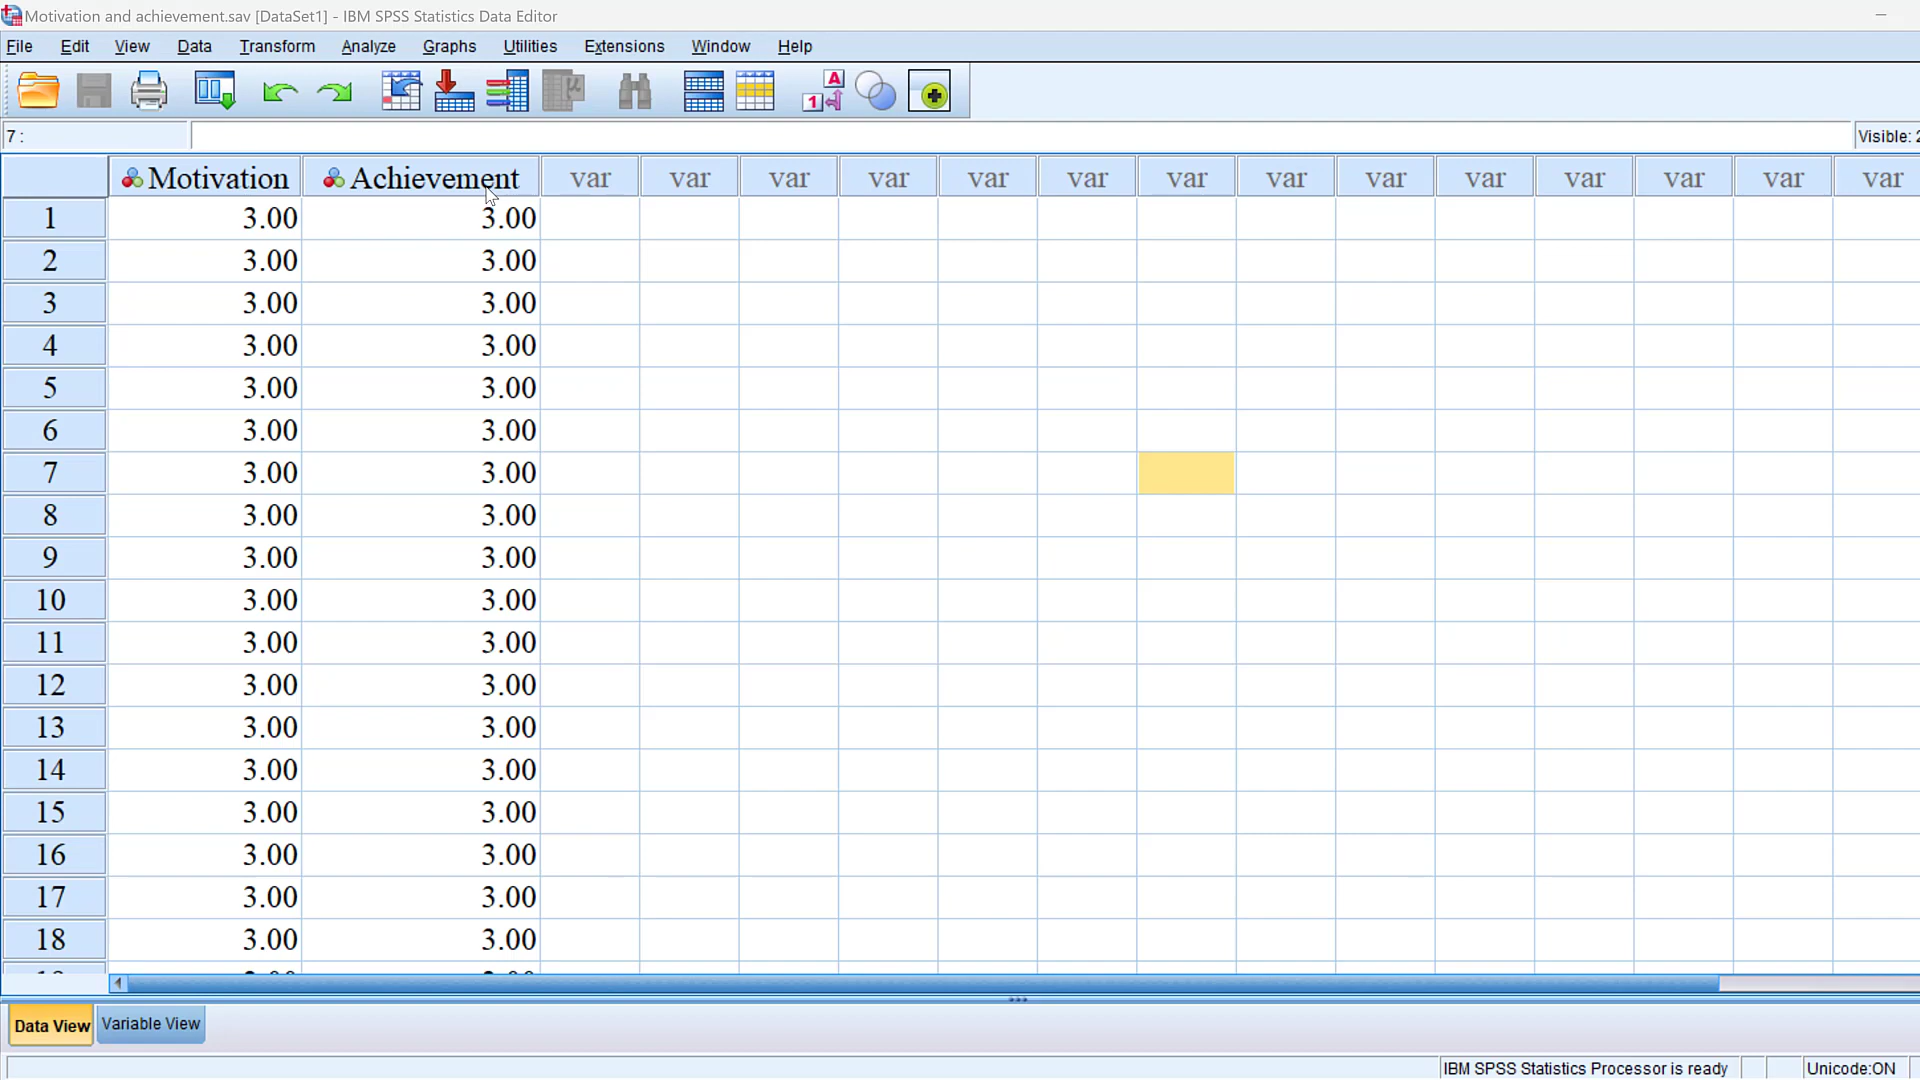 Motivation and achievement.sav [DataSet1] - IBM SPSS Statistics Data Editor
File Edit View Data Transform Analyze Graphs Utilities Extensions Window Help
A
1
7 :
Visible: 2
Motivation Achievement var var var var var var var var var var var var var var
1 3.00 3.00
2 3.00 3.00
3 3.00 3.00
4 3.00 3.00
5 3.00 3.00
6 3.00 3.00
7 3.00 3.00
8 3.00 3.00
9 3.00 3.00
10 3.00 3.00
11 3.00 3.00
12 3.00 3.00
13 3.00 3.00
14 3.00 3.00
15 3.00 3.00
16 3.00 3.00
17 3.00 3.00
18 3.00 3.00
Data View Variable View
IBM SPSS Statistics Processor is ready Unicode:ON